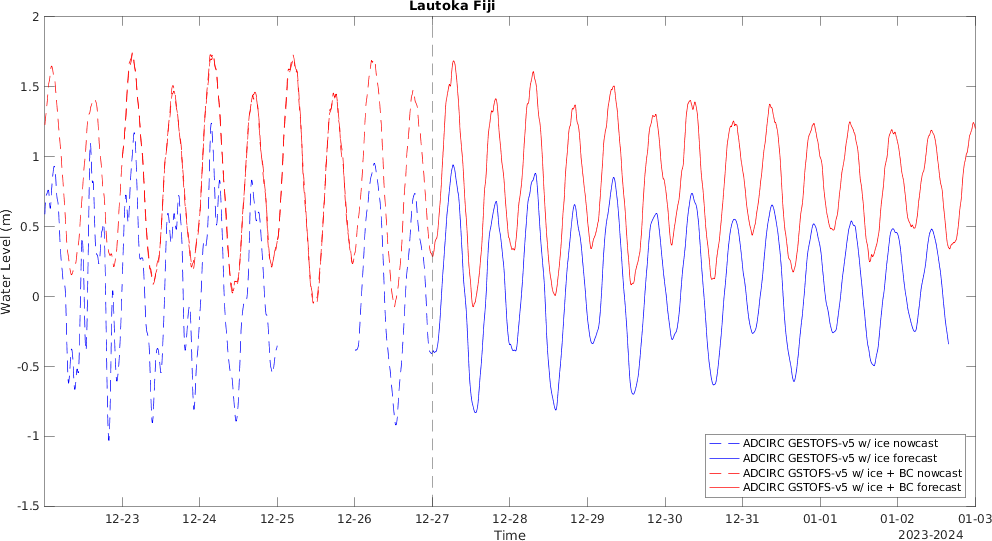 Lautoka Fiji
2
1.5
1
0.5
0
-0.5
-1
-1.5
Water Level (m)
12-23 12-24 12-25 12-26 12-27 12-28 12-29 12-30 12-31 01-01 01-02 01-03
Time
2023-2024
ADCIRC GESTOFS-v5 w/ ice nowcast
ADCIRC GESTOFS-v5 w/ ice forecast
ADCIRC GSTOFS-v5 w/ ice + BC nowcast
ADCIRC GSTOFS-v5 w/ ice + BC forecast